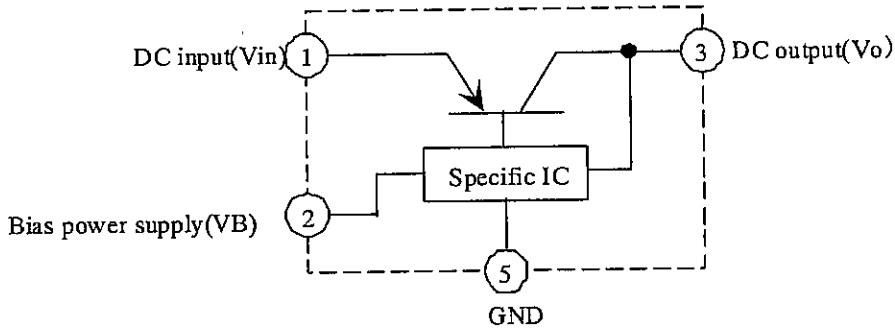 DC input(Vin) 1
3 DC output(Vo)
Specific IC
Bias power supply(VB) 2
5
GND